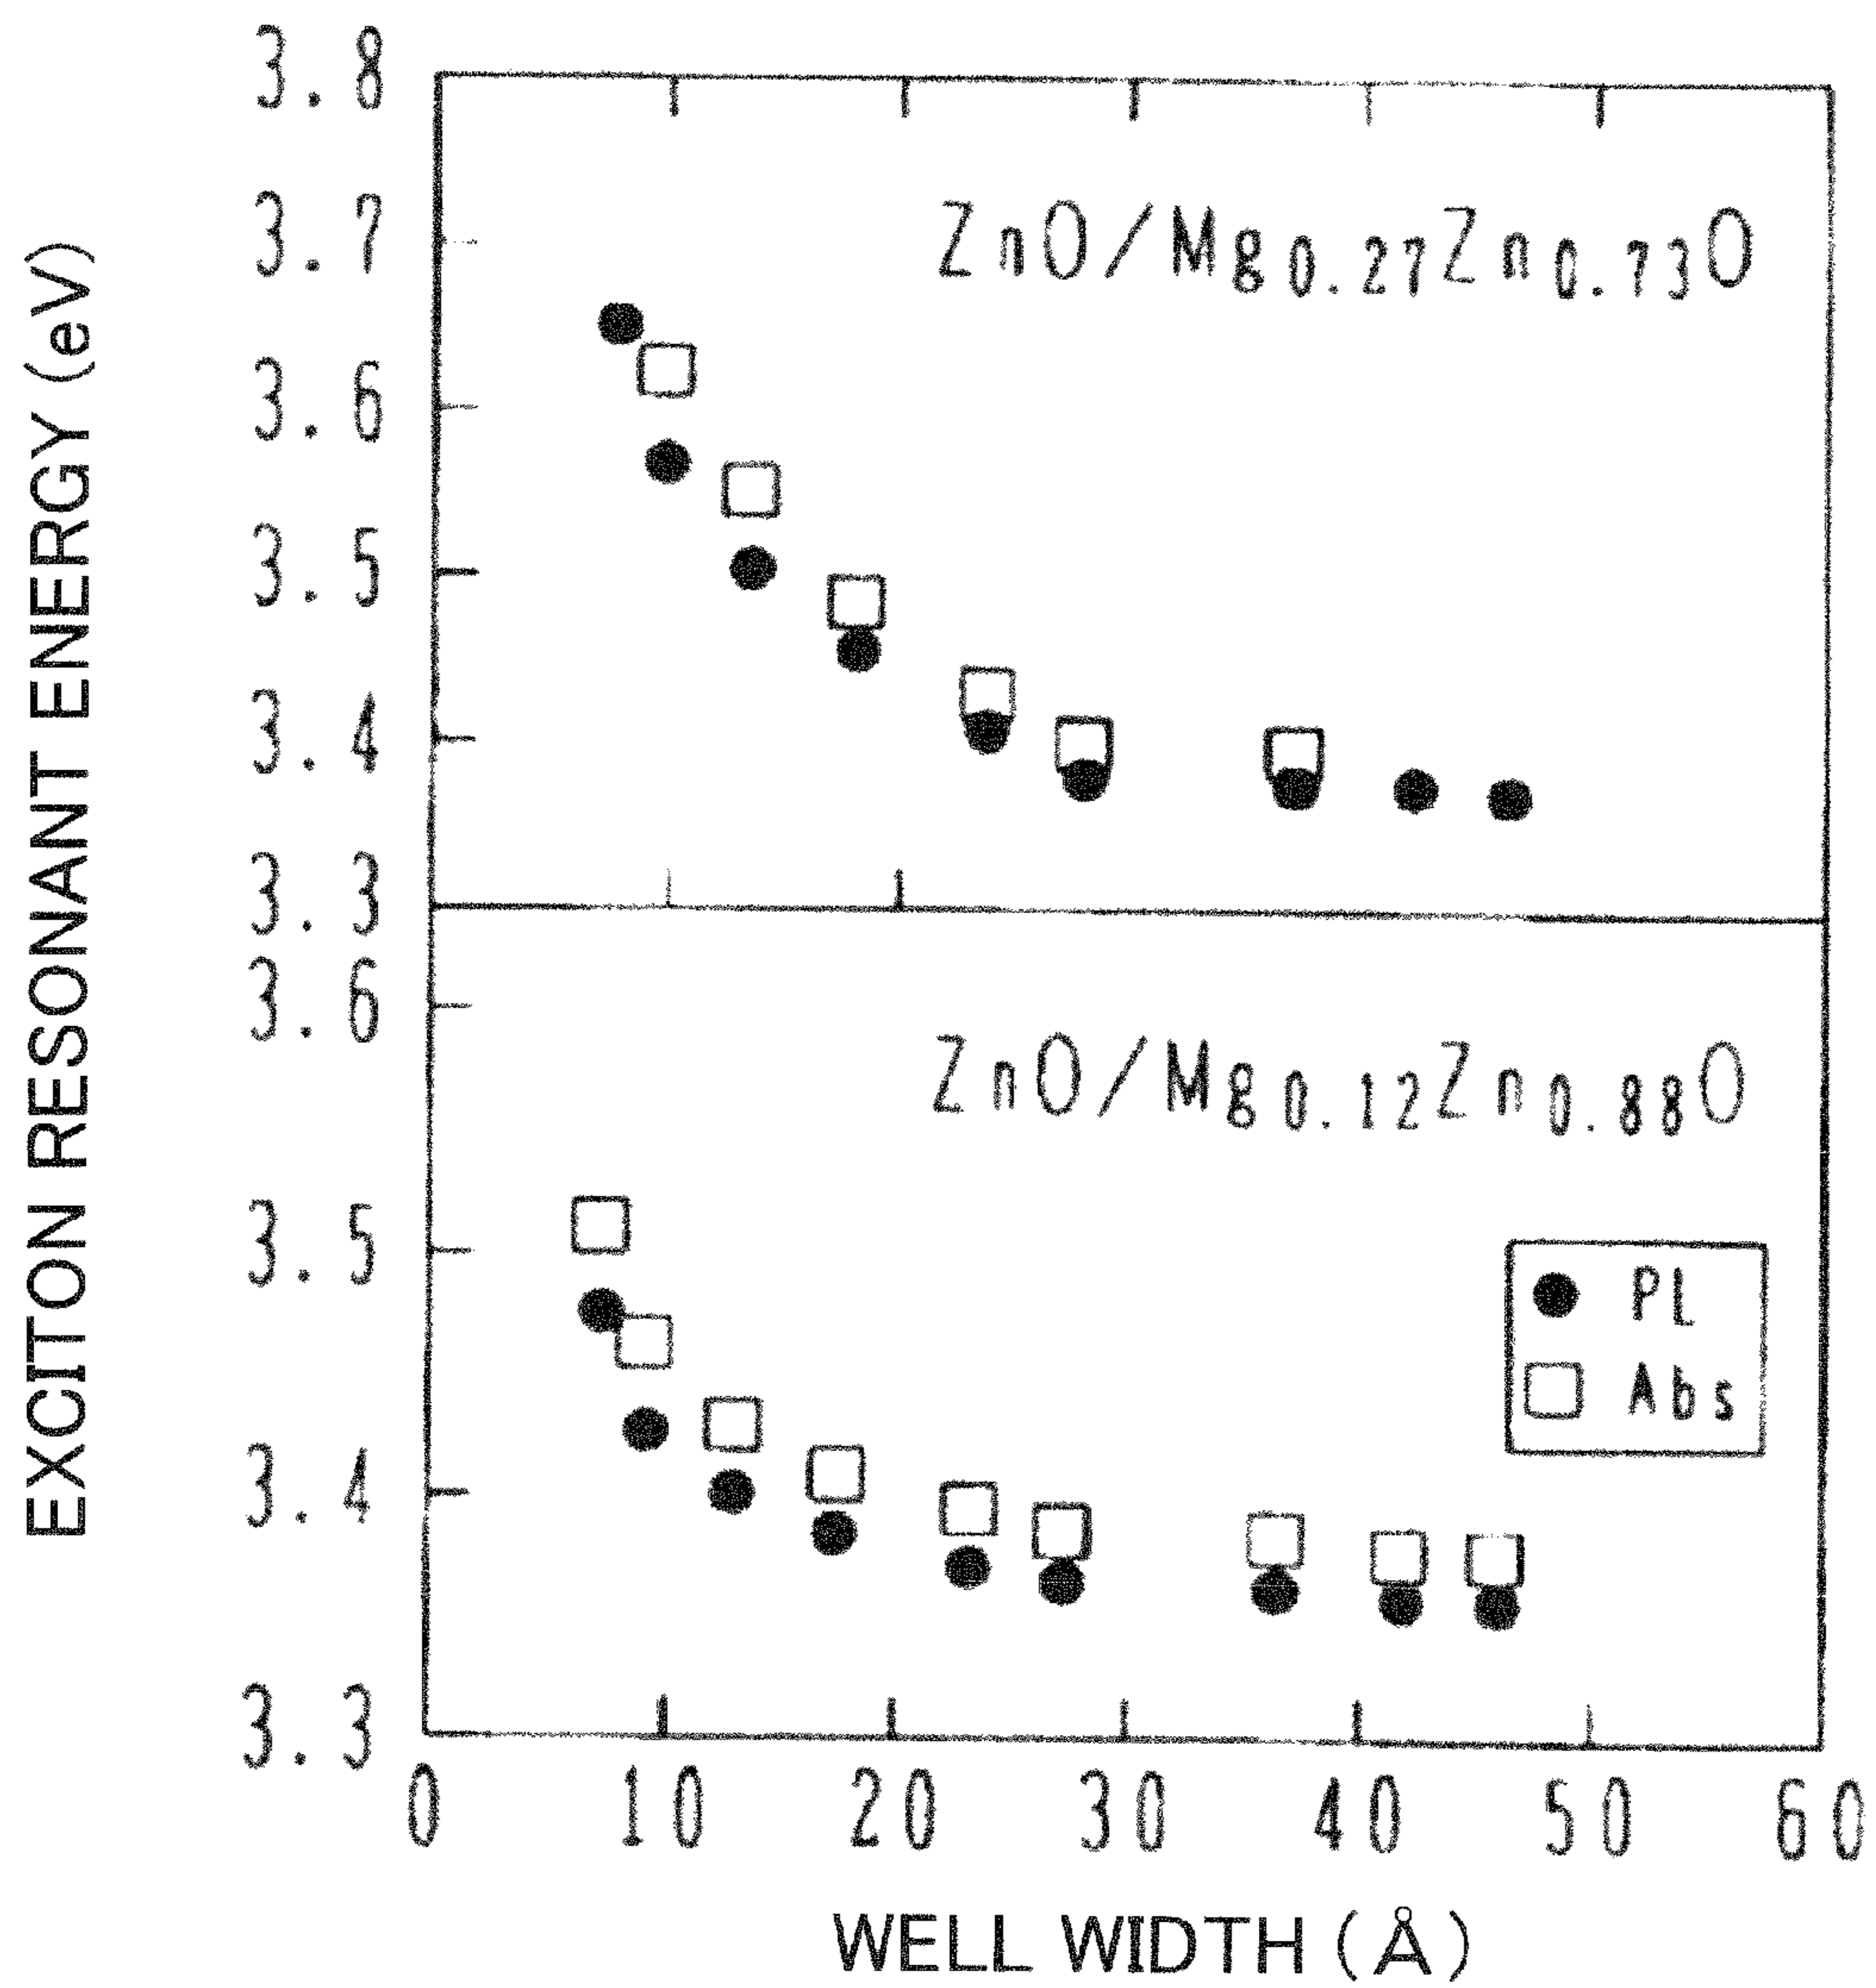 EXCITON RESONANT ENERGY (eV)
3.8
3.7
3.6
3.5
3.4
3.3
ZnO/Mg0.27Zn0.73O
3.6
3.5
3.4
3.3
ZnO/Mg0.12Zn0.88O
PL
Abs
0 10 20 30 40 50 60
WELL WIDTH (Å)